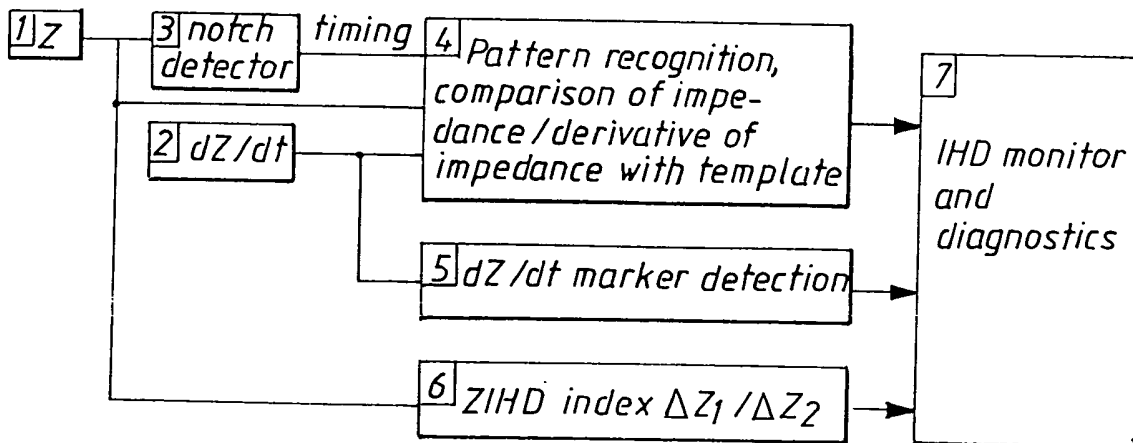 1 Z
3 notch
detector
timing
4 Pattern recognition,
comparison of impe-
dance/derivative of
impedance with template
2 dZ/dt
5 dZ/dt marker detection
6 ZIHD index ΔZ1/ΔZ2
7
IHD monitor
and
diagnostics